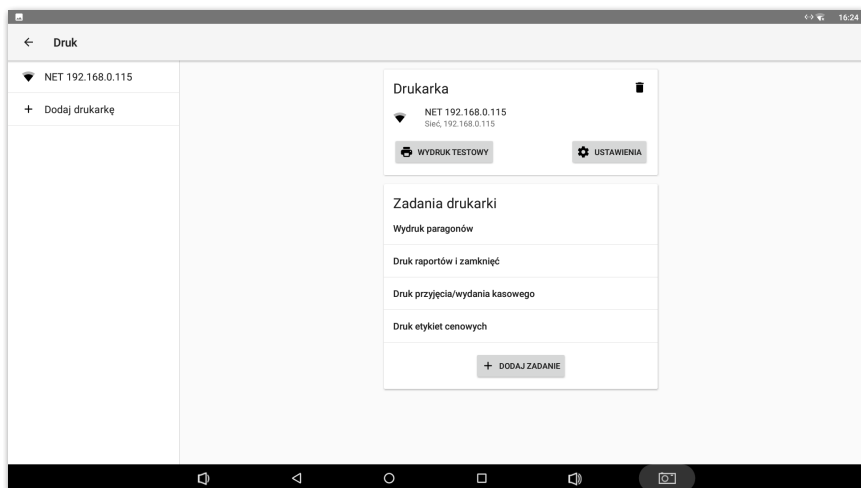 16:24
Druk
NET 192.168.0.115
Dodaj drukarkę
Drukarka
NET 192.168.0.115
Sieć, 192.168.0.115
WYDRUK TESTOWY
USTAWIENIA
Zadania drukarki
Wydruk paragonów
Druk raportów i zamknięć
Druk przyjęcia/wydania kasowego
Druk etykiet cenowych
DODAJ ZADANIE